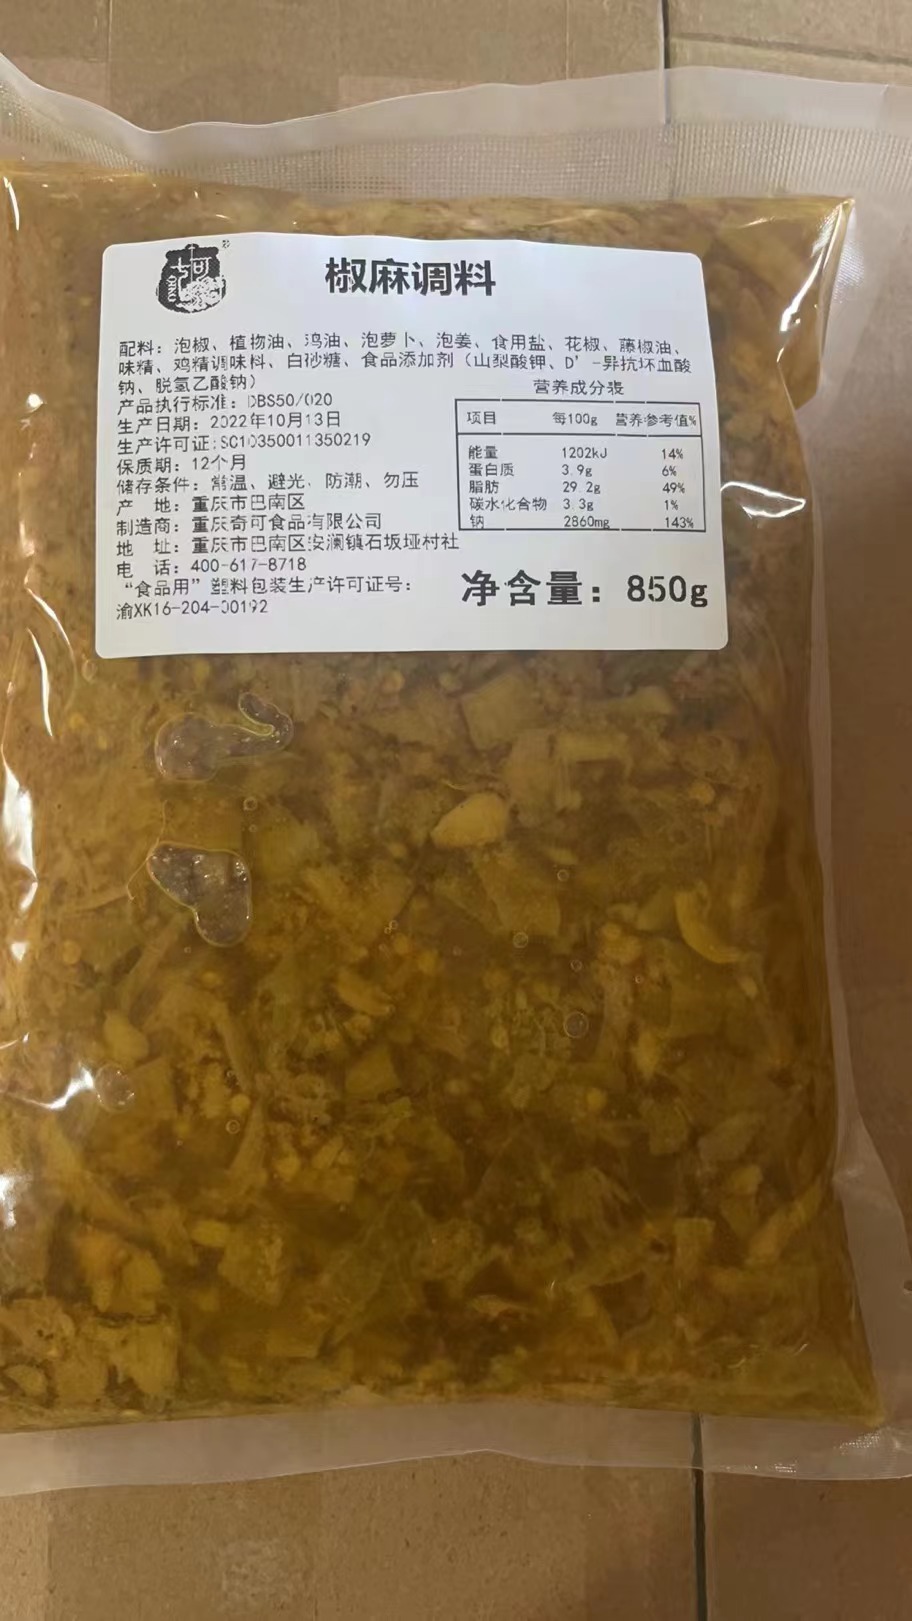 椒麻调料
配料：泡椒、植物油、鸡油、泡萝卜、泡姜、食用盐、花椒、藤椒油、
味精、鸡精调味料、白砂糖、食品添加剂（山梨酸钾、D'-异抗坏血酸
钠、脱氢乙酸钠）
产品执行标准：DBS50/020
生产日期：2022年10月13日
生产许可证：SC10350011350219
保质期：12个月
储存条件：常温、避光、防潮、勿压
产 地：重庆市巴南区
制造商：重庆奇可食品有限公司
地 址：重庆市巴南区安澜镇石坂垭村社
电 话：400-617-8718
“食品用”塑料包装生产许可证号：
渝XK16-204-00192
营养成分表
项目 每100g 营养参考值%
能量 1202kJ 14%
蛋白质 3.9g 6%
脂肪 29.2g 49%
碳水化合物 3.3g 1%
钠 2860mg 143%
净含量：850g